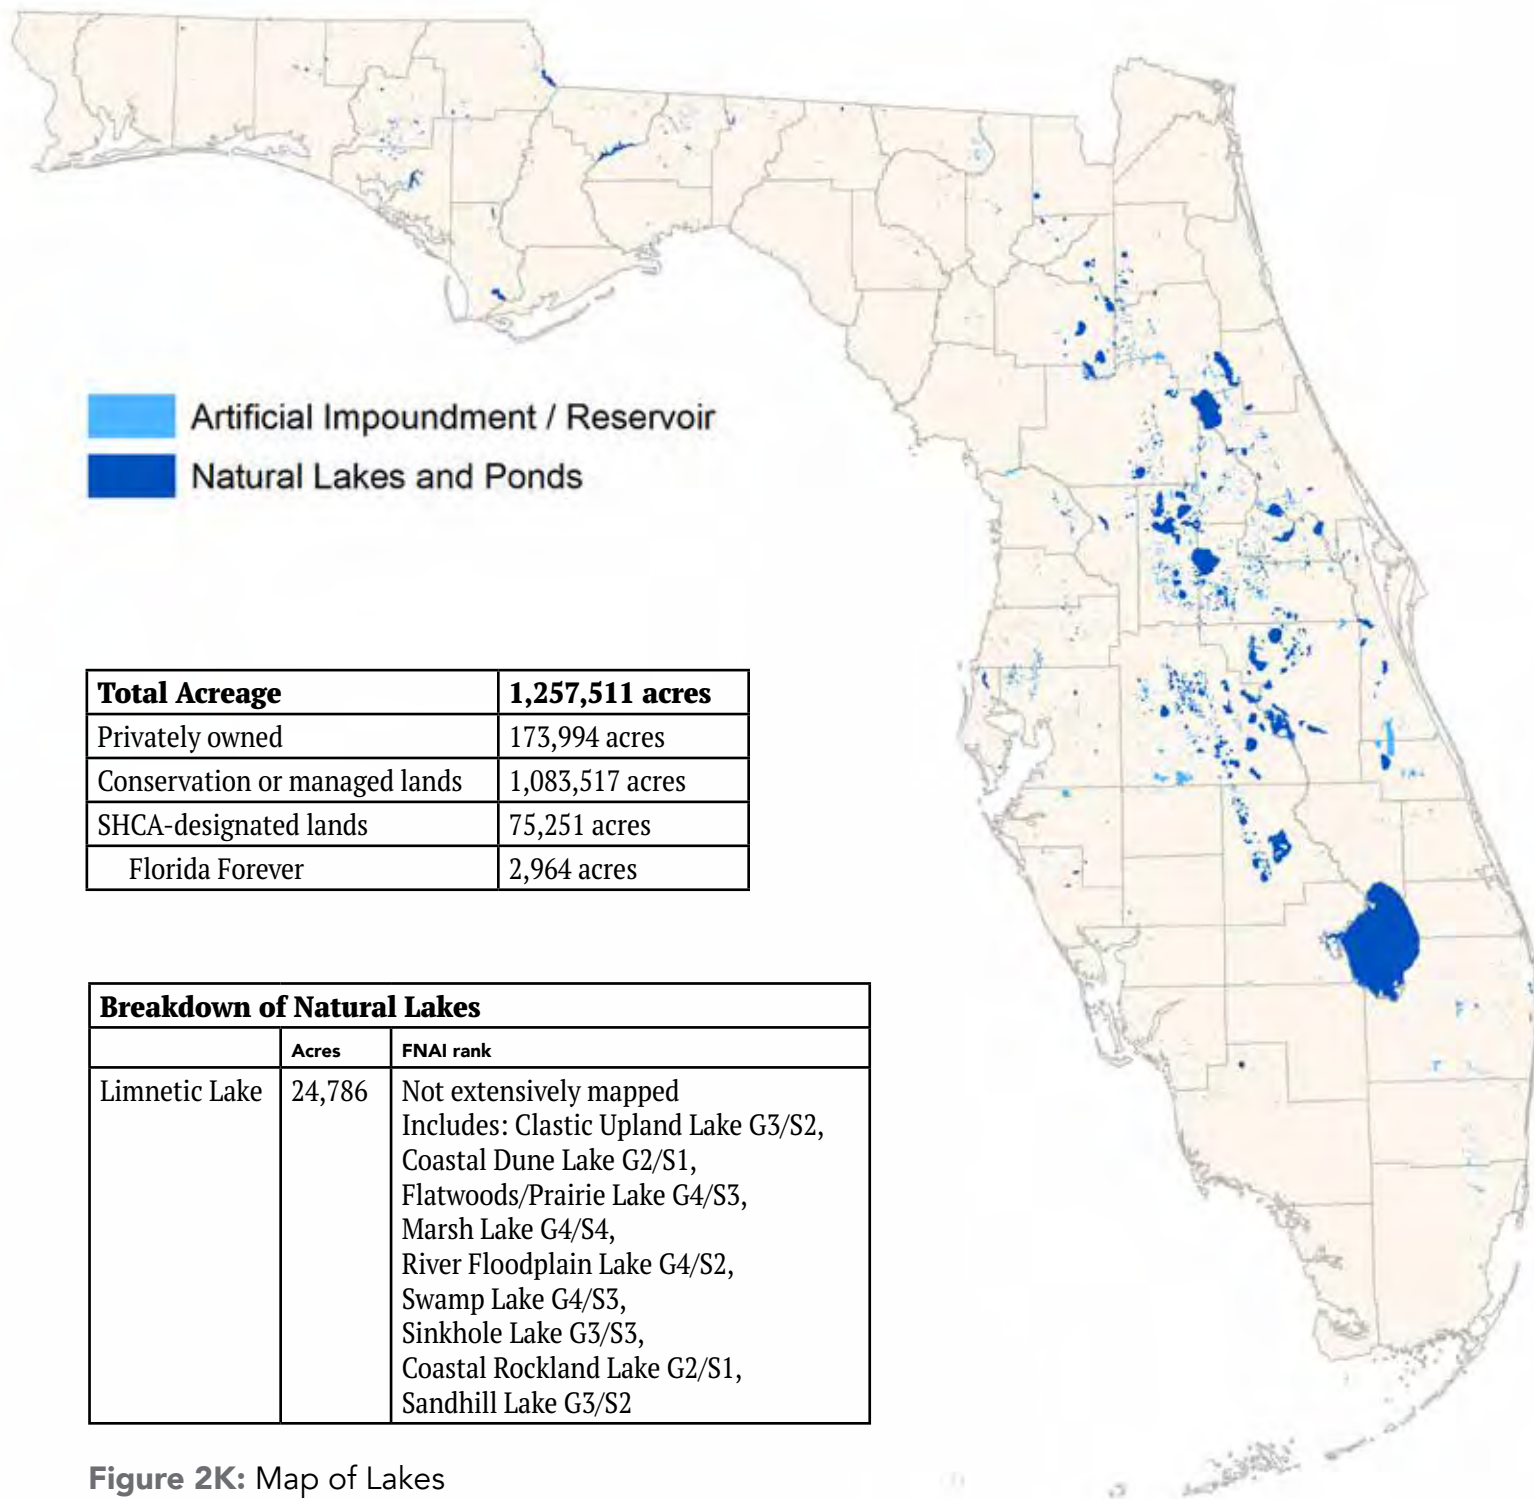 Artificial Impoundment / Reservoir
Natural Lakes and Ponds
Total Acreage 1,257,511 acres
Privately owned 173,994 acres
Conservation or managed lands 1,083,517 acres
SHCA-designated lands 75,251 acres
Florida Forever 2,964 acres
Breakdown of Natural Lakes
Acres FNAI rank
Limnetic Lake 24,786 Not extensively mapped
Includes: Clastic Upland Lake G3/S2,
Coastal Dune Lake G2/S1,
Flatwoods/Prairie Lake G4/S3,
Marsh Lake G4/S4,
River Floodplain Lake G4/S2,
Swamp Lake G4/S3,
Sinkhole Lake G3/S3,
Coastal Rockland Lake G2/S1,
Sandhill Lake G3/S2
Figure 2K: Map of Lakes